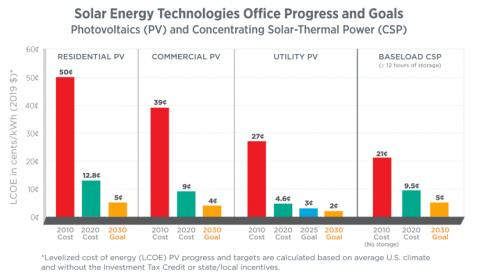 Solar Energy Technologies Office Progress and Goals
Photovoltaics (PV) and Concentrating Solar-Thermal Power (CSP)
LCOE in cents/kWh (2019 $)*
60¢
50¢
40¢
30¢
20¢
10¢
0¢
RESIDENTIAL PV
50¢
12.8¢
5¢
2010 Cost
2020 Cost
2030 Goal
COMMERCIAL PV
39¢
9¢
4¢
2010 Cost
2020 Cost
2030 Goal
UTILITY PV
27¢
4.6¢
3¢
2¢
2010 Cost
2020 Cost
2025 Goal
2030 Goal
BASELOAD CSP
(≥ 12 hours of storage)
21¢
9.5¢
5¢
2010 Cost
(No storage)
2020 Cost
2030 Goal
*Levelized cost of energy (LCOE) PV progress and targets are calculated based on average U.S. climate
and without the Investment Tax Credit or state/local incentives.